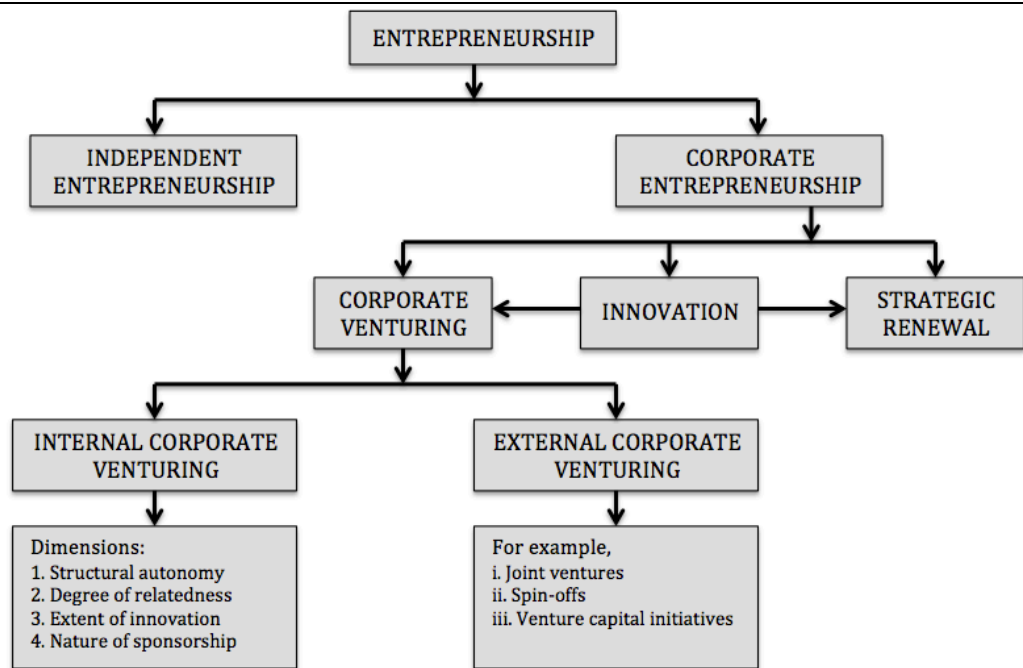 ENTREPRENEURSHIP
INDEPENDENT
ENTREPRENEURSHIP
CORPORATE
ENTREPRENEURSHIP
CORPORATE
VENTURING
INNOVATION
STRATEGIC
RENEWAL
INTERNAL CORPORATE
VENTURING
EXTERNAL CORPORATE
VENTURING
Dimensions:
1. Structural autonomy
2. Degree of relatedness
3. Extent of innovation
4. Nature of sponsorship
For example,
i. Joint ventures
ii. Spin-offs
iii. Venture capital initiatives